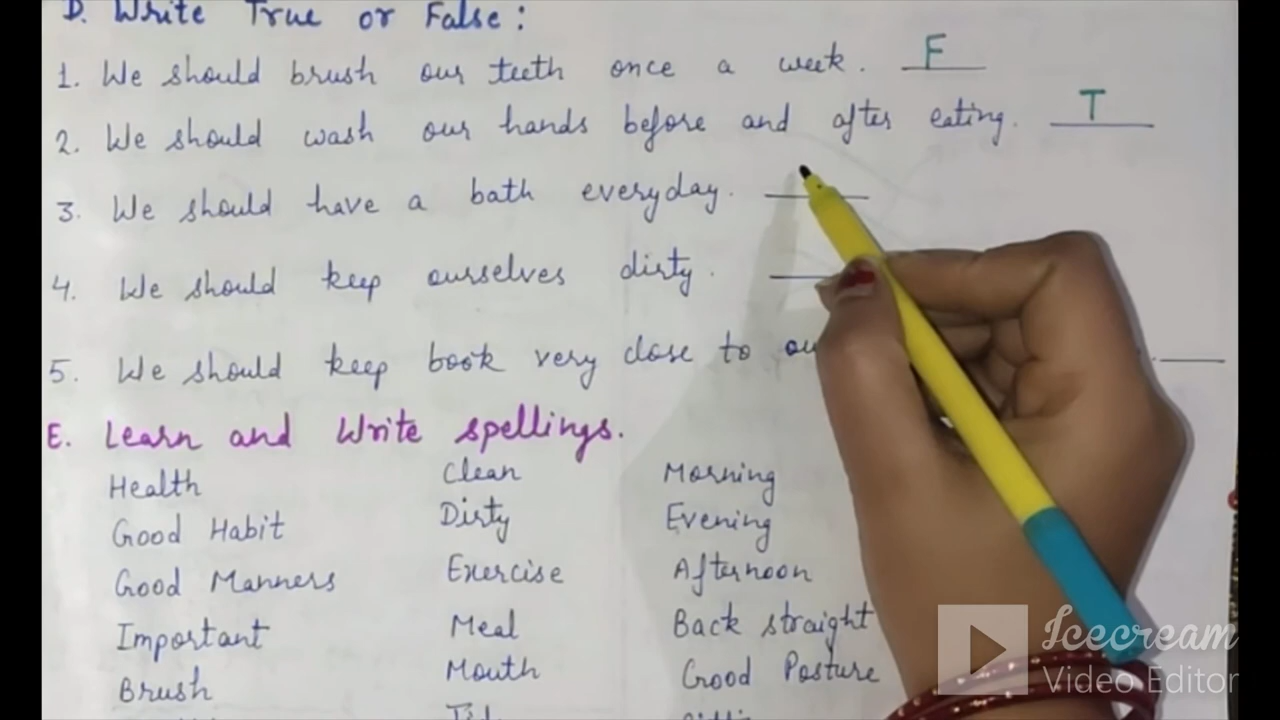 D. Write True or False:
1. We should brush our teeth once a week. F
2. We should wash our hands before and after eating. T
3. We should have a bath everyday.
4. We should keep ourselves dirty.
5. We should keep book very close to
E. Learn and Write spellings.
Health Clean Morning
Good Habit Dirty Evening
Good Manners Exercise Afternoon
Important Meal Back straight
Brush Mouth Good Posture
Icecream
Video Editor